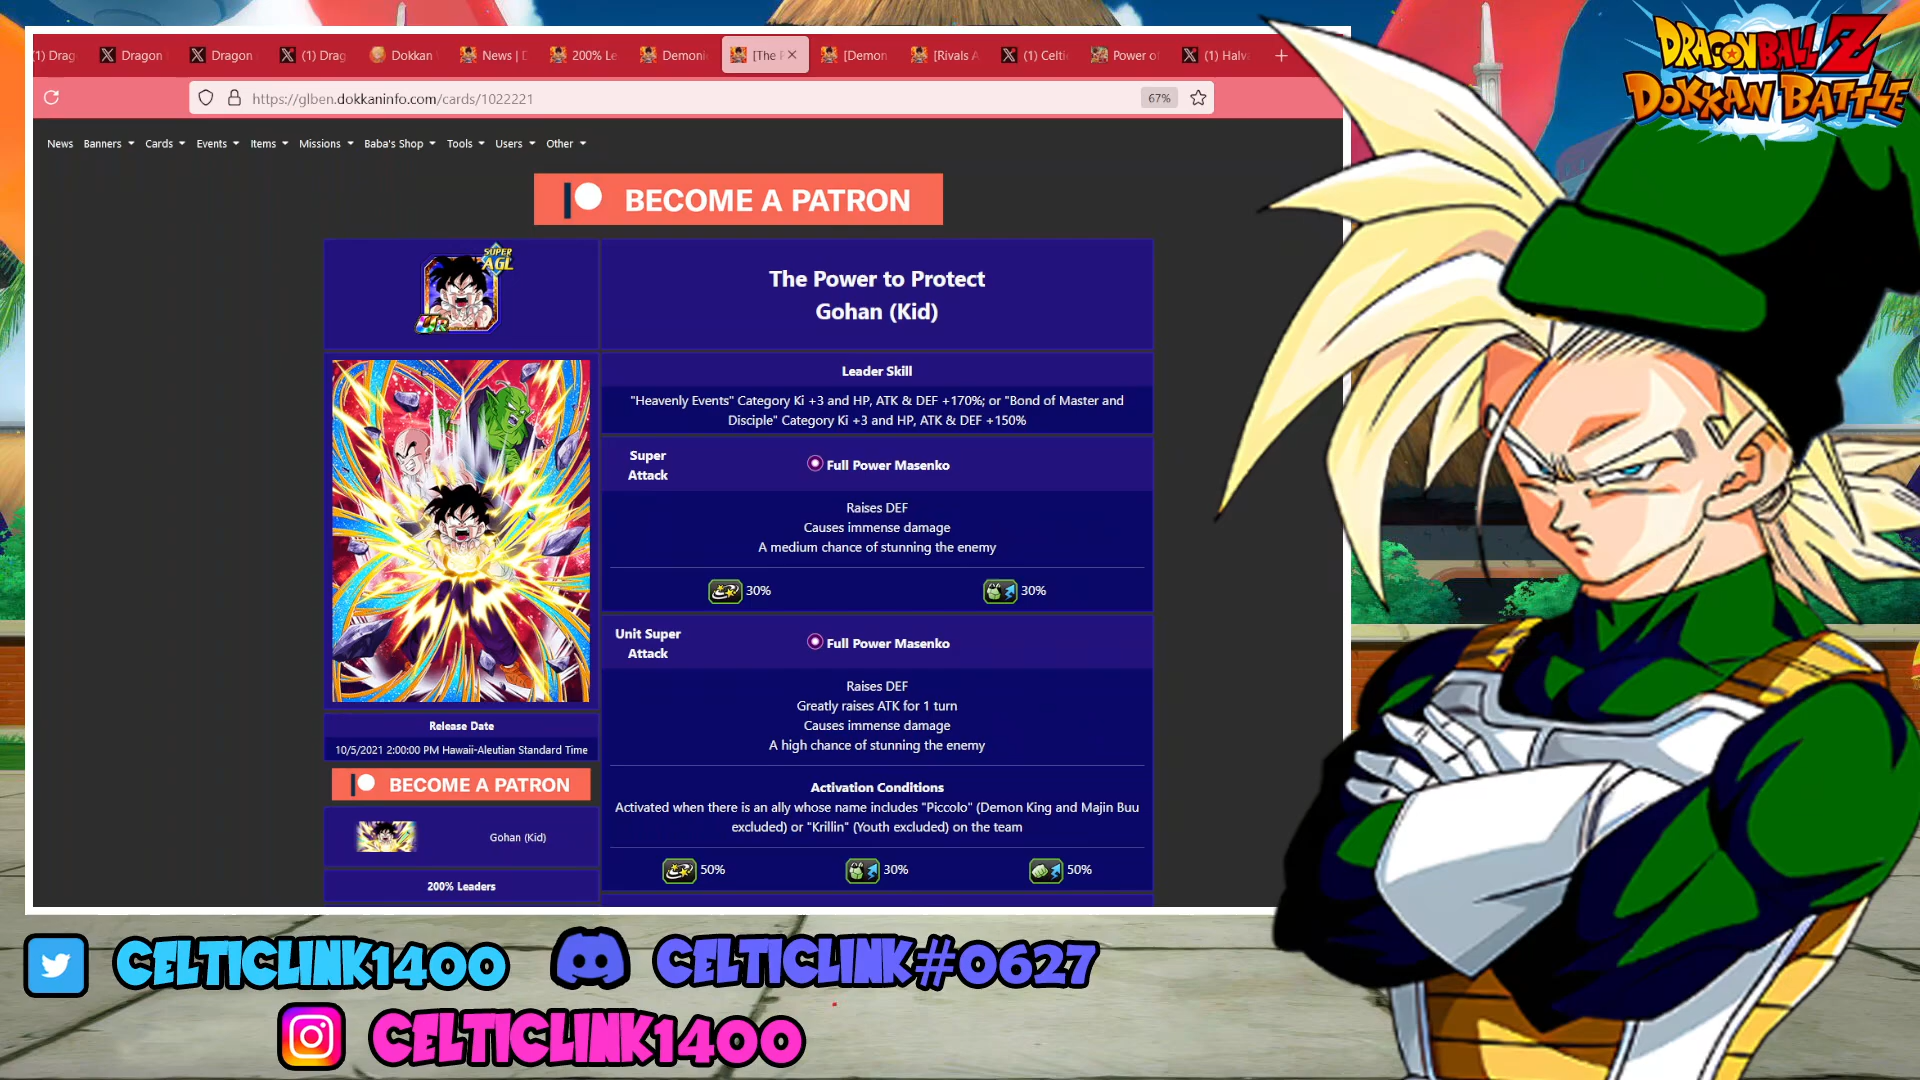 (1) Drag
Dragon
Dragon
(1) Drag
Dokkan
News | D
200% Le
Demoni
[The P
[Demon
[Rivals A
(1) Celti
Power of
(1) Halv
https://glben.dokkaninfo.com/cards/1022221
67%
News Banners Cards Events Items Missions Baba's Shop Tools Users Other
BECOME A PATRON
SUPER
AGL
UR
The Power to Protect
Gohan (Kid)
Leader Skill
"Heavenly Events" Category Ki +3 and HP, ATK & DEF +170%; or "Bond of Master and
Disciple" Category Ki +3 and HP, ATK & DEF +150%
Super
Attack
Full Power Masenko
Raises DEF
Causes immense damage
A medium chance of stunning the enemy
30% 30%
Unit Super
Attack
Full Power Masenko
Raises DEF
Greatly raises ATK for 1 turn
Causes immense damage
A high chance of stunning the enemy
Activation Conditions
Activated when there is an ally whose name includes "Piccolo" (Demon King and Majin Buu
excluded) or "Krillin" (Youth excluded) on the team
50% 30% 50%
Release Date
10/5/2021 2:00:00 PM Hawaii-Aleutian Standard Time
BECOME A PATRON
Gohan (Kid)
200% Leaders
DRAGON BALL Z
DOKKAN BATTLE
CELTICLINK1400
CELTICLINK#0627
CELTICLINK1400